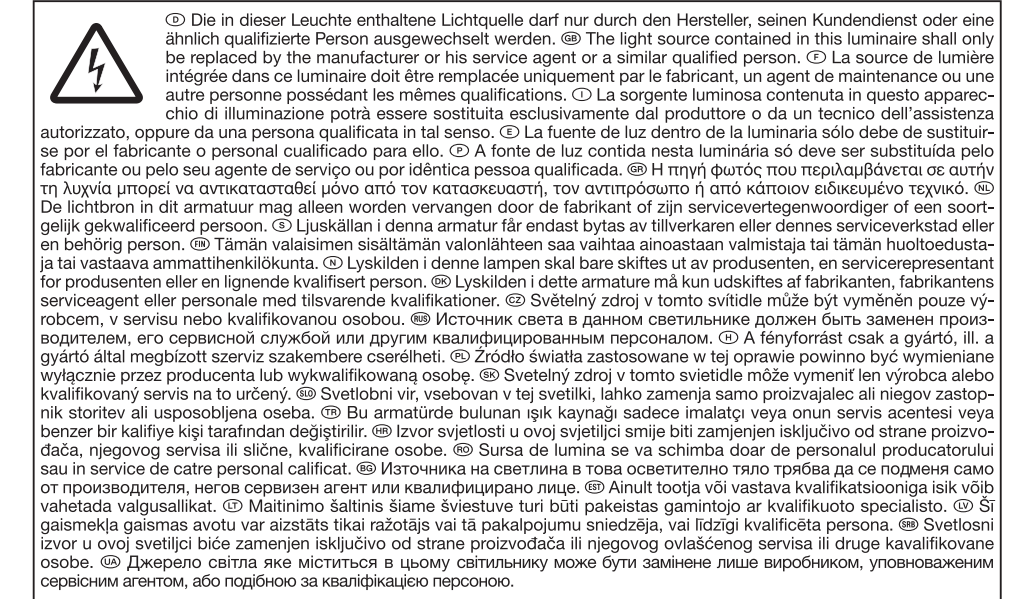 Ⓓ Die in dieser Leuchte enthaltene Lichtquelle darf nur durch den Hersteller, seinen Kundendienst oder eine
ähnlich qualifizierte Person ausgewechselt werden. (GB) The light source contained in this luminaire shall only
be replaced by the manufacturer or his service agent or a similar qualified person. Ⓕ La source de lumière
intégrée dans ce luminaire doit être remplacée uniquement par le fabricant, un agent de maintenance ou une
autre personne possédant les mêmes qualifications. Ⓘ La sorgente luminosa contenuta in questo apparec-
chio di illuminazione potrà essere sostituita esclusivamente dal produttore o da un tecnico dell'assistenza
autorizzato, oppure da una persona qualificata in tal senso. Ⓔ La fuente de luz dentro de la luminaria sólo debe de sustituir-
se por el fabricante o personal cualificado para ello. Ⓟ A fonte de luz contida nesta luminária só deve ser substituída pelo
fabricante ou pelo seu agente de serviço ou por idêntica pessoa qualificada. (GR) Η πηγή φωτός που περιλαμβάνεται σε αυτήν
τη λυχνία μπορεί να αντικατασταθεί μόνο από τον κατασκευαστή, τον αντιπρόσωπο ή από κάποιον ειδικευμένο τεχνικό. (NL)
De lichtbron in dit armatuur mag alleen worden vervangen door de fabrikant of zijn servicevertegenwoordiger of een soort-
gelijk gekwalificeerd persoon. Ⓢ Ljuskällan i denna armatur får endast bytas av tillverkaren eller dennes serviceverkstad eller
en behörig person. (FIN) Tämän valaisimen sisältämän valonlähteen saa vaihtaa ainoastaan valmistaja tai tämän huoltoedusta-
ja tai vastaava ammattihenkilökunta. Ⓝ Lyskilden i denne lampen skal bare skiftes ut av produsenten, en servicerepresentant
for produsenten eller en lignende kvalifisert person. (DK) Lyskilden i dette armature må kun udskiftes af fabrikanten, fabrikantens
serviceagent eller personale med tilsvarende kvalifikationer. (CZ) Světelný zdroj v tomto svítidle může být vyměněn pouze vý-
robcem, v servisu nebo kvalifikovanou osobou. (RUS) Источник света в данном светильнике должен быть заменен произ-
водителем, его сервисной службой или другим квалифицированным персоналом. Ⓗ A fényforrást csak a gyártó, ill. a
gyártó által megbízott szerviz szakembere cserélheti. (PL) Źródło światła zastosowane w tej oprawie powinno być wymieniane
wyłącznie przez producenta lub wykwalifikowaną osobę. (SK) Svetelný zdroj v tomto svietidle môže vymeniť len výrobca alebo
kvalifikovaný servis na to určený. (SLO) Svetlobni vir, vsebovan v tej svetilki, lahko zamenja samo proizvajalec ali njegov zastop-
nik storitev ali usposobljena oseba. (TR) Bu armatürde bulunan ışık kaynağı sadece imalatçı veya onun servis acentesi veya
benzer bir kalifiye kişi tarafından değiştirilir. (HR) Izvor svjetlosti u ovoj svjetiljci smije biti zamjenjen isključivo od strane proizvo-
đača, njegovog servisa ili slične, kvalificirane osobe. (RO) Sursa de lumina se va schimba doar de personalul producatorului
sau in service de catre personal calificat. (BG) Източника на светлина в това осветително тяло трябва да се подменя само
от производителя, негов сервизен агент или квалифицирано лице. (EST) Ainult tootja või vastava kvalifikatsiooniga isik võib
vahetada valgusallikat. (LT) Maitinimo šaltinis šiame šviestuve turi būti pakeistas gamintojo ar kvalifikuoto specialisto. (LV) Šī
gaismekļa gaismas avotu var aizstāts tikai ražotājs vai tā pakalpojumu sniedzēja, vai līdzīgi kvalificēta persona. (SRB) Svetlosni
izvor u ovoj svetiljci biće zamenjen isključivo od strane proizvođača ili njegovog ovlašćenog servisa ili druge kavalifikovane
osobe. (UA) Джерело світла яке міститься в цьому світильнику може бути замінене лише виробником, уповноваженим
сервісним агентом, або подібною за кваліфікацією персоною.